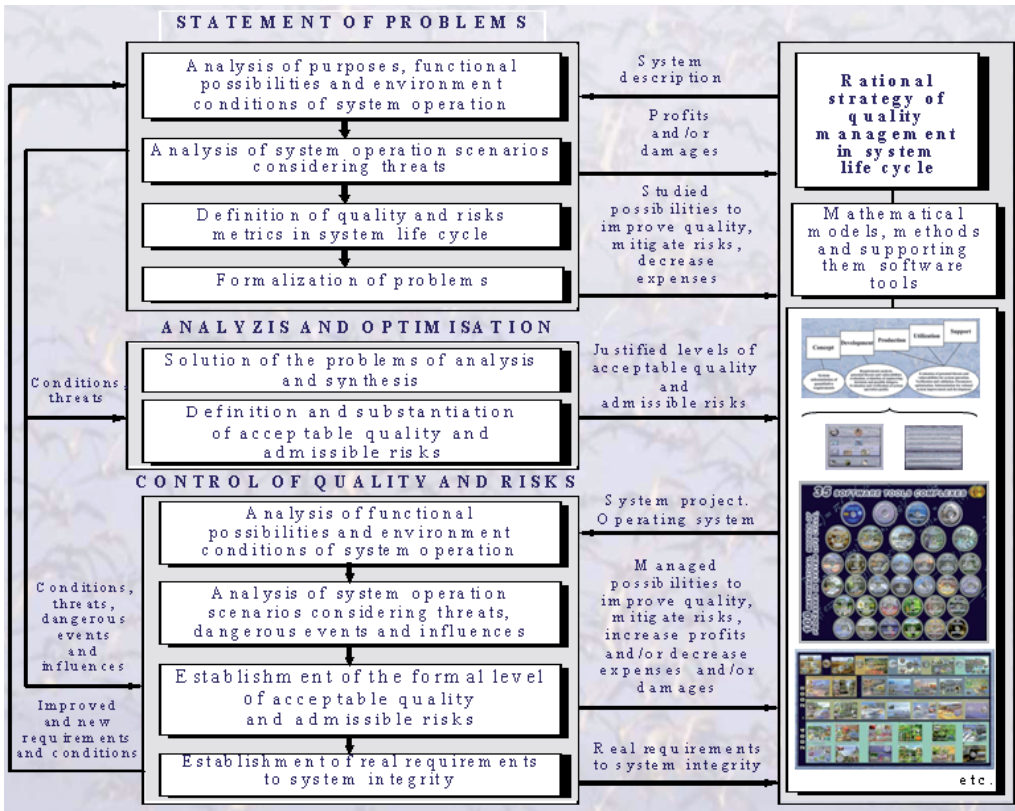 STATEMENT OF PROBLEMS
Analysis of purposes, functional
possibilities and environment
conditions of system operation
Analysis of system operation scenarios
considering threats
Definition of quality and risks
metrics in system life cycle
Formalization of problems
System
description
Profits
and/or
damages
Studied
possibilities to
improve quality,
mitigate risks,
decrease
expenses
Rational
strategy of
quality
management
in system
life cycle
Mathematical
models, methods
and supporting
them software
tools
ANALYZIS AND OPTIMISATION
Solution of the problems of analysis
and synthesis
Definition and substantiation
of acceptable quality and
admissible risks
Conditions,
threats
Justified levels of
acceptable quality
and
admissible risks
Concept
Development
Production
Utilization
Support
CONTROL OF QUALITY AND RISKS
Analysis of functional
possibilities and environment
conditions of system operation
Analysis of system operation
scenarios considering threats,
dangerous events and influences
Establishment of the formal level
of acceptable quality
and admissible risks
Establishment of real requirements
to system integrity
Conditions,
threats,
dangerous
events
and
influences
Improved
and new
requirements
and conditions
System project.
Operating system
Managed
possibilities to
improve quality,
mitigate risks,
increase profits
and/or decrease
expenses and/or
damages
Real requirements
to system integrity
35 SOFTWARE TOOLS COMPLEXES
etc.